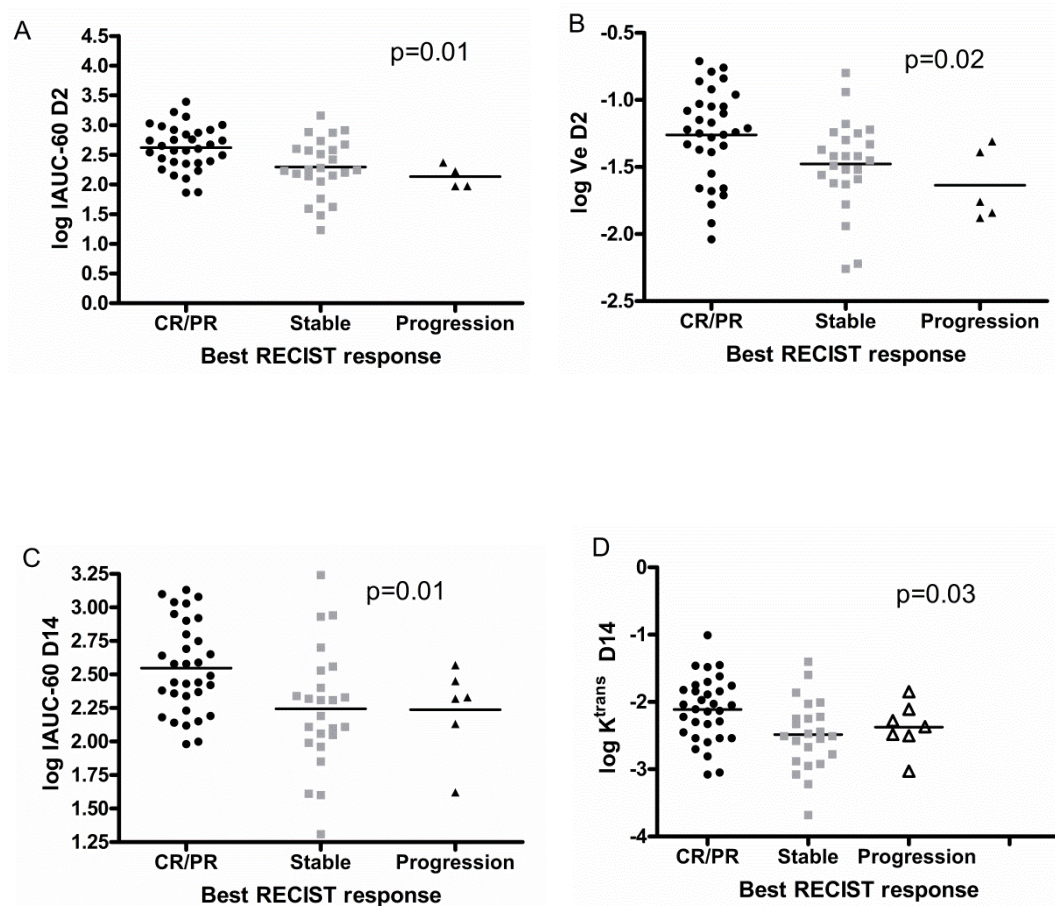 A
p=0.01
log IAUC-60 D2
4.5
4.0
3.5
3.0
2.5
2.0
1.5
1.0
0.5
0.0
CR/PR Stable Progression
Best RECIST response
B
p=0.02
log Ve D2
-0.5
-1.0
-1.5
-2.0
-2.5
CR/PR Stable Progression
Best RECIST response
C
p=0.01
log IAUC-60 D14
3.25
3.00
2.75
2.50
2.25
2.00
1.75
1.50
1.25
CR/PR Stable Progression
Best RECIST response
D
p=0.03
log K^trans D14
0
-1
-2
-3
-4
CR/PR Stable Progression
Best RECIST response